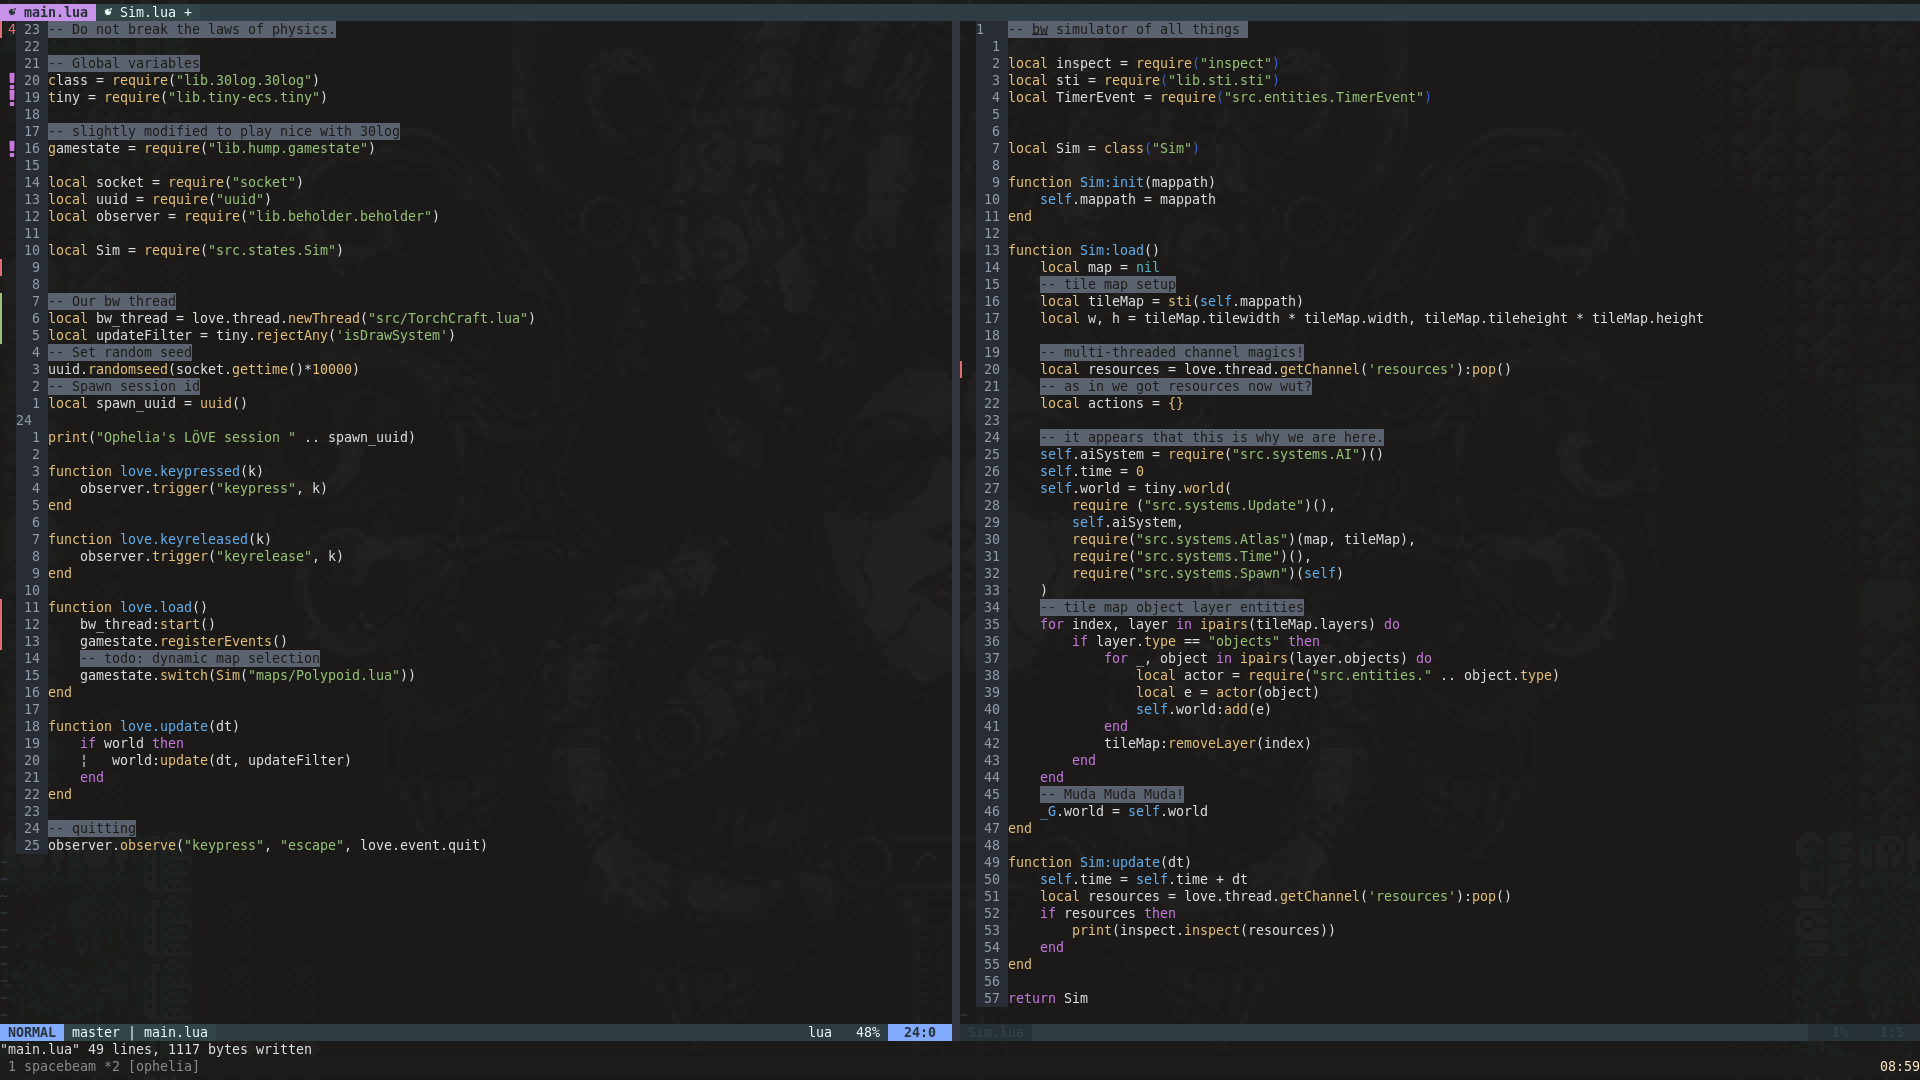 main.lua Sim.lua +
4 23 -- Do not break the laws of physics.
22
21 -- Global variables
! 20 class = require("lib.30log.30log")
! 19 tiny = require("lib.tiny-ecs.tiny")
18
17 -- slightly modified to play nice with 30log
! 16 gamestate = require("lib.hump.gamestate")
15
14 local socket = require("socket")
13 local uuid = require("uuid")
12 local observer = require("lib.beholder.beholder")
11
10 local Sim = require("src.states.Sim")
9
8
7 -- Our bw thread
6 local bw_thread = love.thread.newThread("src/TorchCraft.lua")
5 local updateFilter = tiny.rejectAny('isDrawSystem')
4 -- Set random seed
3 uuid.randomseed(socket.gettime()*10000)
2 -- Spawn session id
1 local spawn_uuid = uuid()
24
1 print("Ophelia's LÖVE session " .. spawn_uuid)
2
3 function love.keypressed(k)
4     observer.trigger("keypress", k)
5 end
6
7 function love.keyreleased(k)
8     observer.trigger("keyrelease", k)
9 end
10
11 function love.load()
12     bw_thread:start()
13     gamestate.registerEvents()
14     -- todo: dynamic map selection
15     gamestate.switch(Sim("maps/Polypoid.lua"))
16 end
17
18 function love.update(dt)
19     if world then
20     ¦   world:update(dt, updateFilter)
21     end
22 end
23
24 -- quitting
25 observer.observe("keypress", "escape", love.event.quit)
~
~
~
~
~
~
~
~
~
~
1 -- bw simulator of all things
1
2 local inspect = require("inspect")
3 local sti = require("lib.sti.sti")
4 local TimerEvent = require("src.entities.TimerEvent")
5
6
7 local Sim = class("Sim")
8
9 function Sim:init(mappath)
10     self.mappath = mappath
11 end
12
13 function Sim:load()
14     local map = nil
15     -- tile map setup
16     local tileMap = sti(self.mappath)
17     local w, h = tileMap.tilewidth * tileMap.width, tileMap.tileheight * tileMap.height
18
19     -- multi-threaded channel magics!
20     local resources = love.thread.getChannel('resources'):pop()
21     -- as in we got resources now wut?
22     local actions = {}
23
24     -- it appears that this is why we are here.
25     self.aiSystem = require("src.systems.AI")()
26     self.time = 0
27     self.world = tiny.world(
28         require ("src.systems.Update")(),
29         self.aiSystem,
30         require("src.systems.Atlas")(map, tileMap),
31         require("src.systems.Time")(),
32         require("src.systems.Spawn")(self)
33     )
34     -- tile map object layer entities
35     for index, layer in ipairs(tileMap.layers) do
36         if layer.type == "objects" then
37             for _, object in ipairs(layer.objects) do
38                 local actor = require("src.entities." .. object.type)
39                 local e = actor(object)
40                 self.world:add(e)
41             end
42             tileMap:removeLayer(index)
43         end
44     end
45     -- Muda Muda Muda!
46     _G.world = self.world
47 end
48
49 function Sim:update(dt)
50     self.time = self.time + dt
51     local resources = love.thread.getChannel('resources'):pop()
52     if resources then
53         print(inspect.inspect(resources))
54     end
55 end
56
57 return Sim
~
NORMAL master | main.lua lua 48% 24:0 Sim.lua 1% 1:5
"main.lua" 49 lines, 1117 bytes written
1 spacebeam *2 [ophelia] 08:59